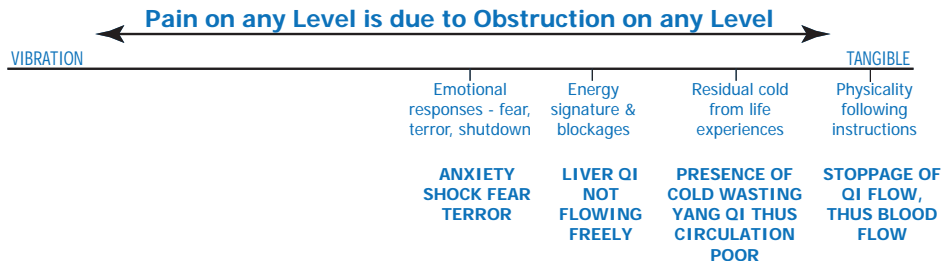 Pain on any Level is due to Obstruction on any Level
VIBRATION
TANGIBLE
Emotional
responses - fear,
terror, shutdown
Energy
signature &
blockages
Residual cold
from life
experiences
Physicality
following
instructions
ANXIETY
SHOCK FEAR
TERROR
LIVER QI
NOT
FLOWING
FREELY
PRESENCE OF
COLD WASTING
YANG QI THUS
CIRCULATION
POOR
STOPPAGE OF
QI FLOW,
THUS BLOOD
FLOW